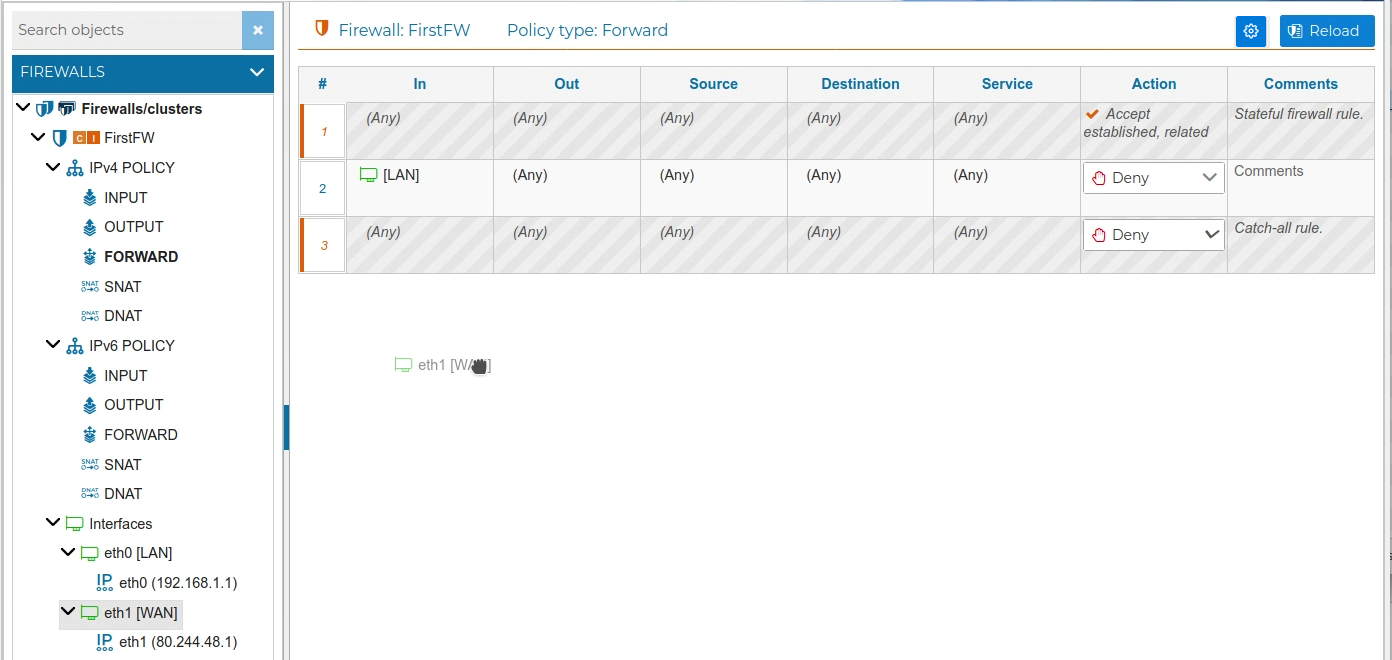 Search objects
FIREWALLS
Firewalls/clusters
C I FirstFW
IPv4 POLICY
INPUT
OUTPUT
FORWARD
SNAT SNAT
DNAT DNAT
IPv6 POLICY
INPUT
OUTPUT
FORWARD
SNAT SNAT
DNAT DNAT
Interfaces
eth0 [LAN]
IP eth0 (192.168.1.1)
eth1 [WAN]
IP eth1 (80.244.48.1)
Firewall: FirstFW Policy type: Forward Reload
# In Out Source Destination Service Action Comments
1 (Any) (Any) (Any) (Any) (Any) Accept established, related Stateful firewall rule.
2 [LAN] (Any) (Any) (Any) (Any) Deny Comments
3 (Any) (Any) (Any) (Any) (Any) Deny Catch-all rule.
eth1